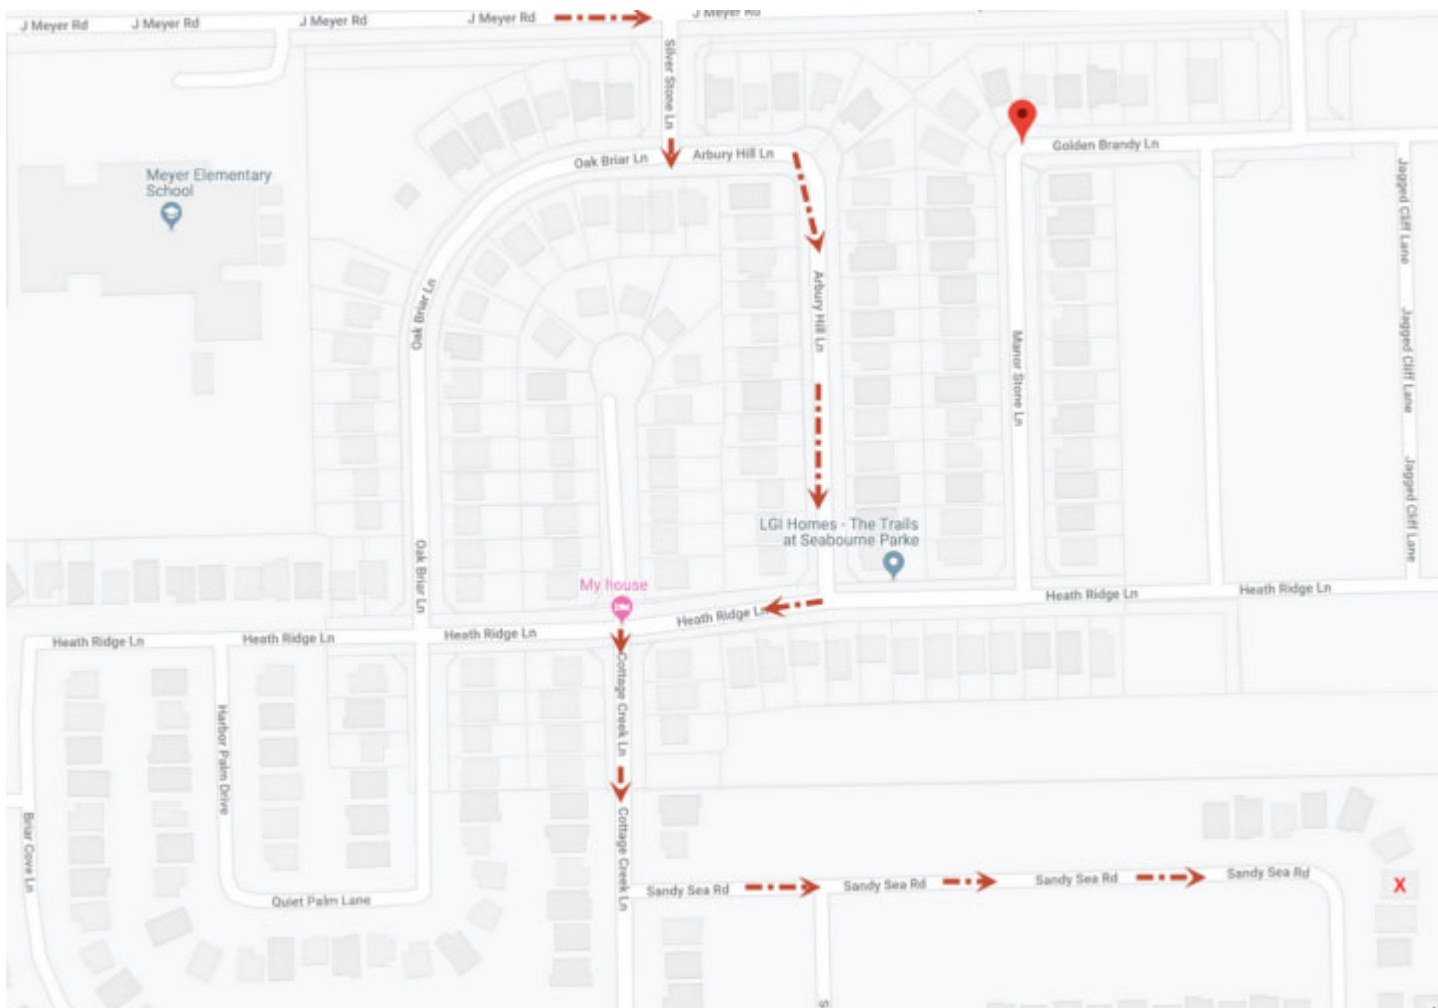 J Meyer Rd
J Meyer Rd
J Meyer Rd
J Meyer Rd
J Meyer Rd
Silver Stone Ln
Oak Briar Ln
Arbury Hill Ln
Golden Brandy Ln
Meyer Elementary
School
Jagged Cliff Lane
Oak Briar Ln
Arbury Hill Ln
Manor Stone Ln
Jagged Cliff Lane
Jagged Cliff Lane
LGI Homes - The Trails
at Seabourne Parke
Oak Briar Ln
My house
Heath Ridge Ln
Heath Ridge Ln
Heath Ridge Ln
Heath Ridge Ln
Heath Ridge Ln
Heath Ridge Ln
Cottage Creek Ln
Harbor Palm Drive
Briar Cove Ln
Cottage Creek Ln
Sandy Sea Rd
Sandy Sea Rd
Sandy Sea Rd
Sandy Sea Rd
X
Quiet Palm Lane
S